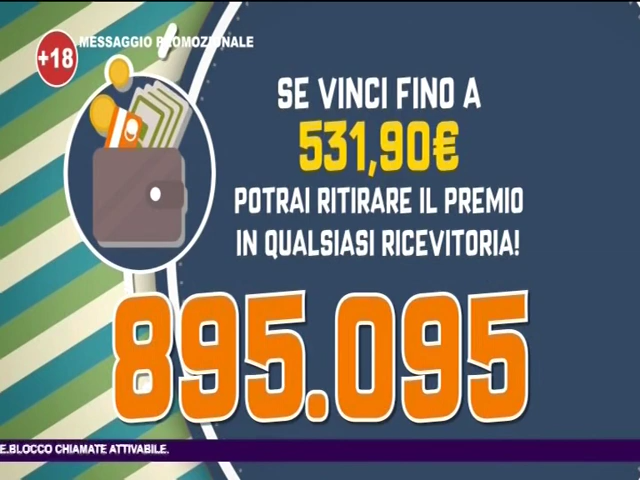 +18
MESSAGGIO PROMOZIONALE
SE VINCI FINO A
531,90€
POTRAI RITIRARE IL PREMIO
IN QUALSIASI RICEVITORIA!
895.095
E.BLOCCO CHIAMATE ATTIVABILE.